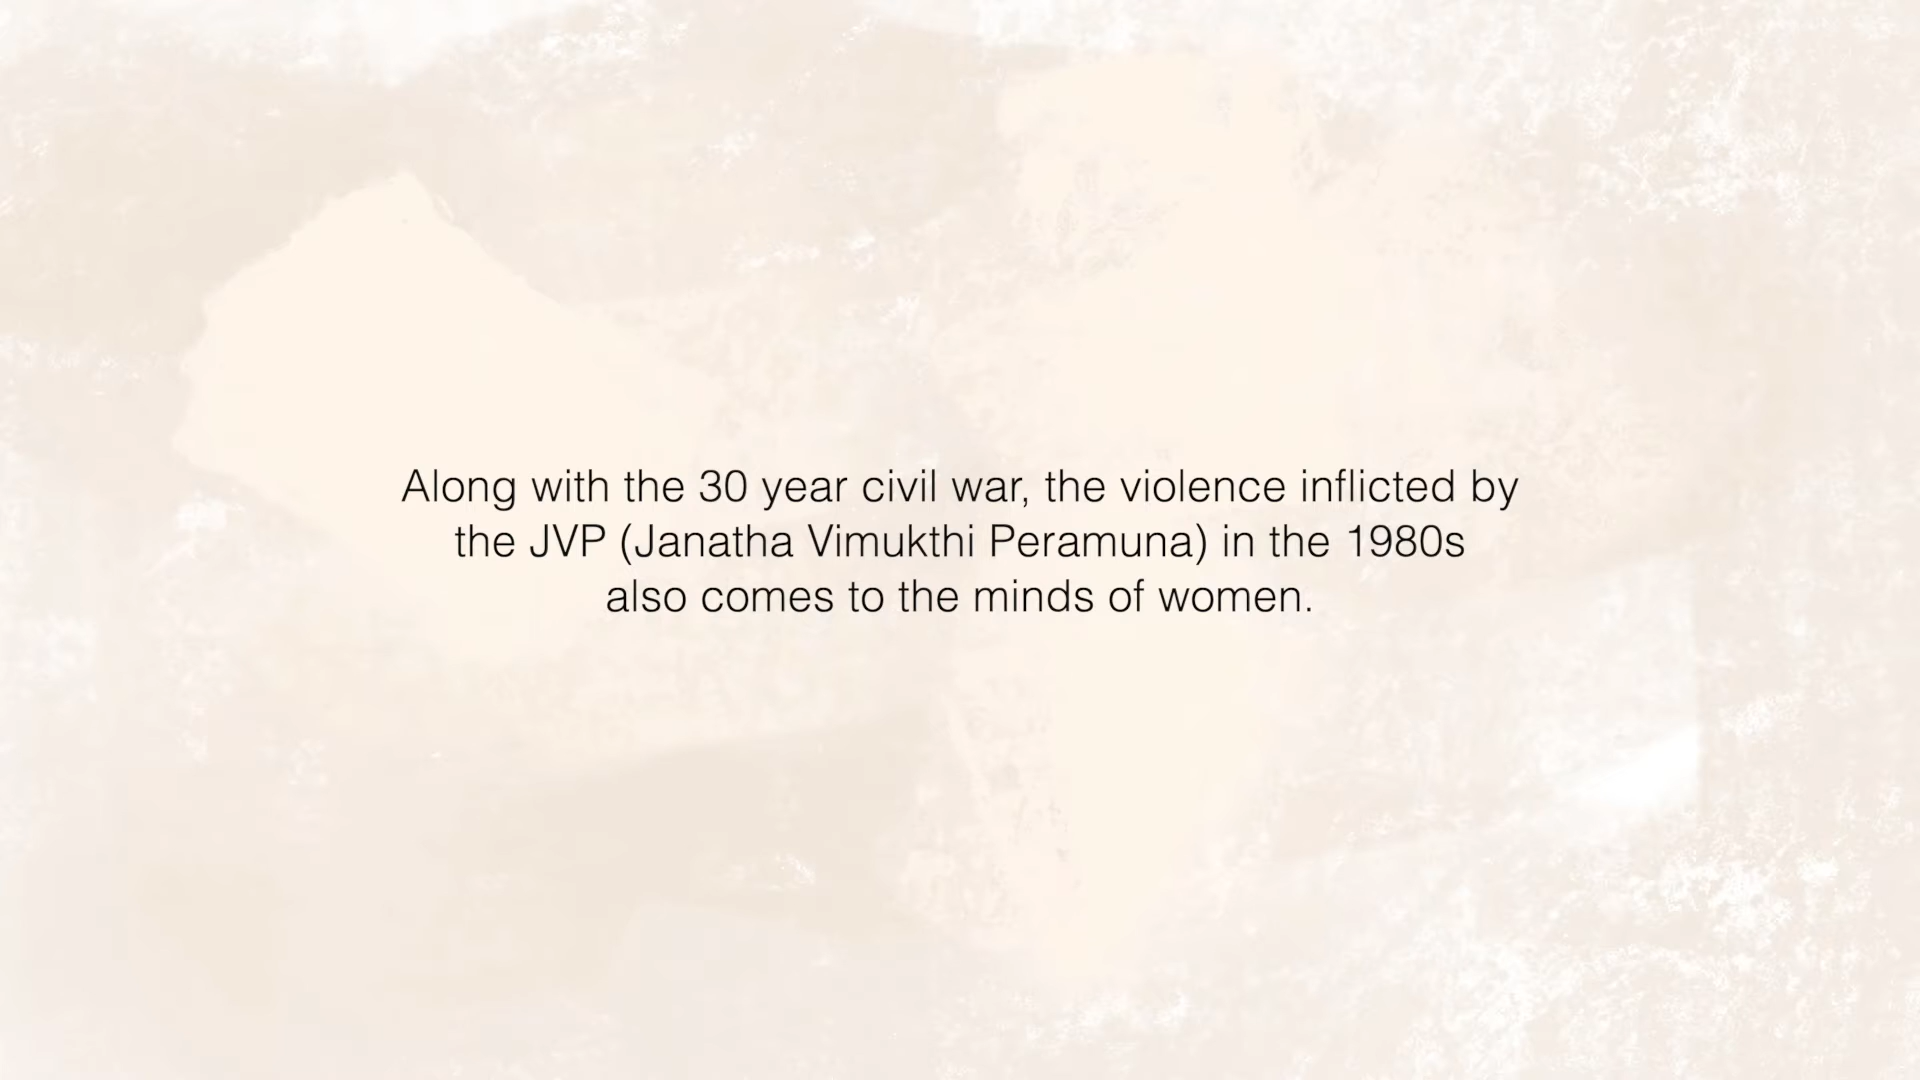 Along with the 30 year civil war, the violence inflicted by
the JVP (Janatha Vimukthi Peramuna) in the 1980s
also comes to the minds of women.